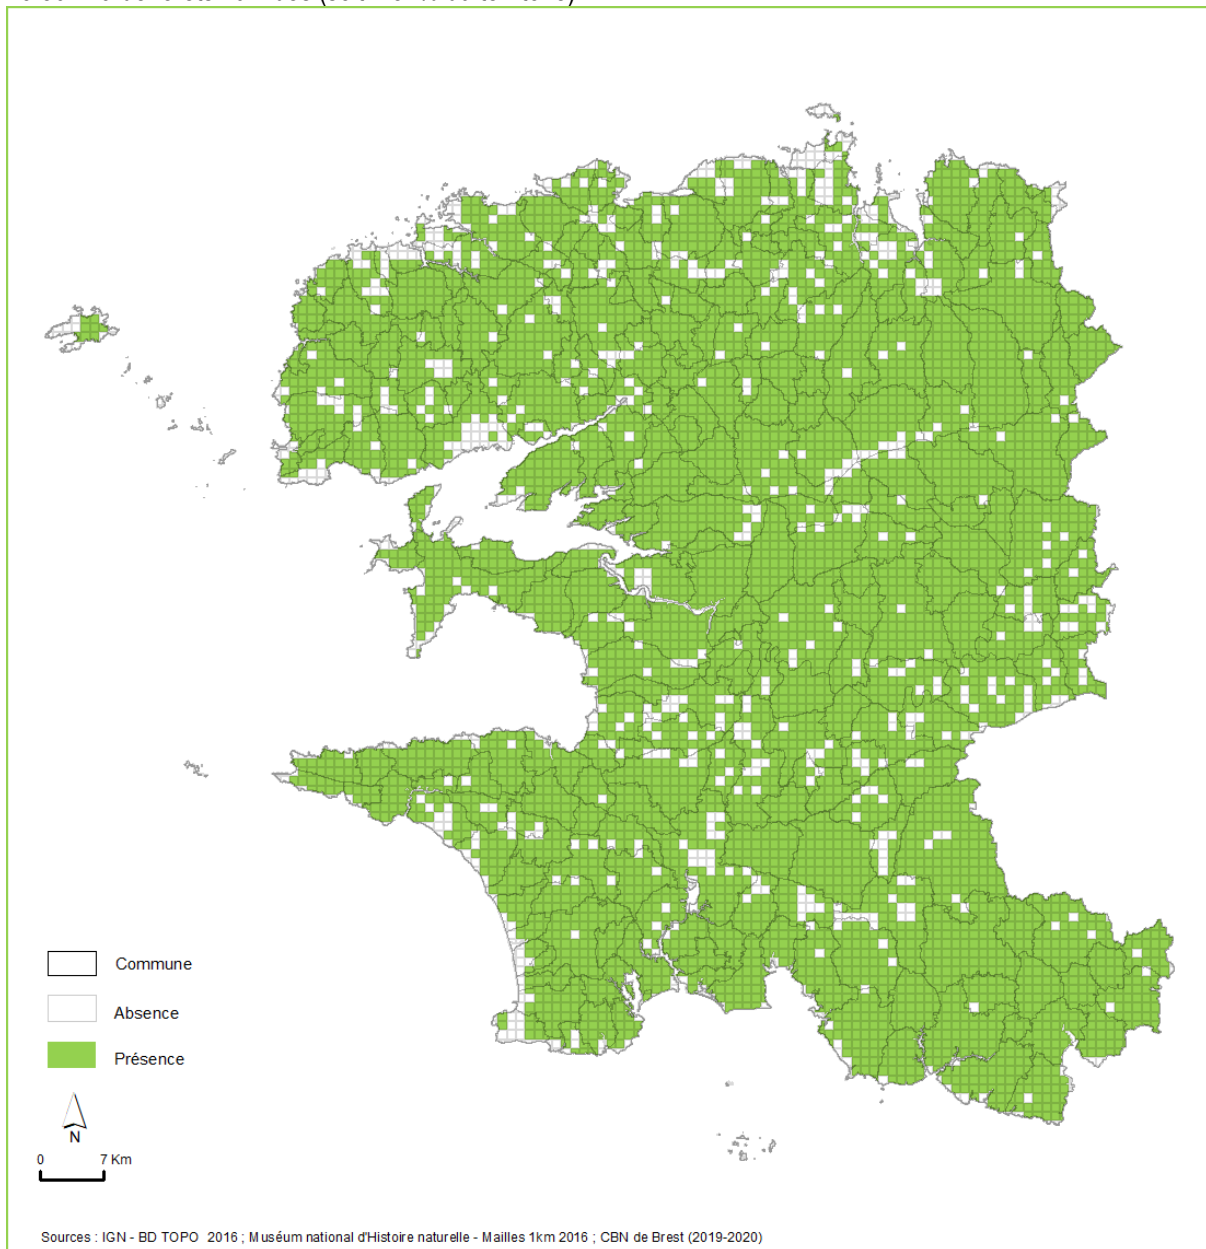 Commune
Absence
Présence
N
0 7 Km
Sources : IGN - BD TOPO 2016 ; Muséum national d'Histoire naturelle - Mailles 1km 2016 ; CBN de Brest (2019-2020)